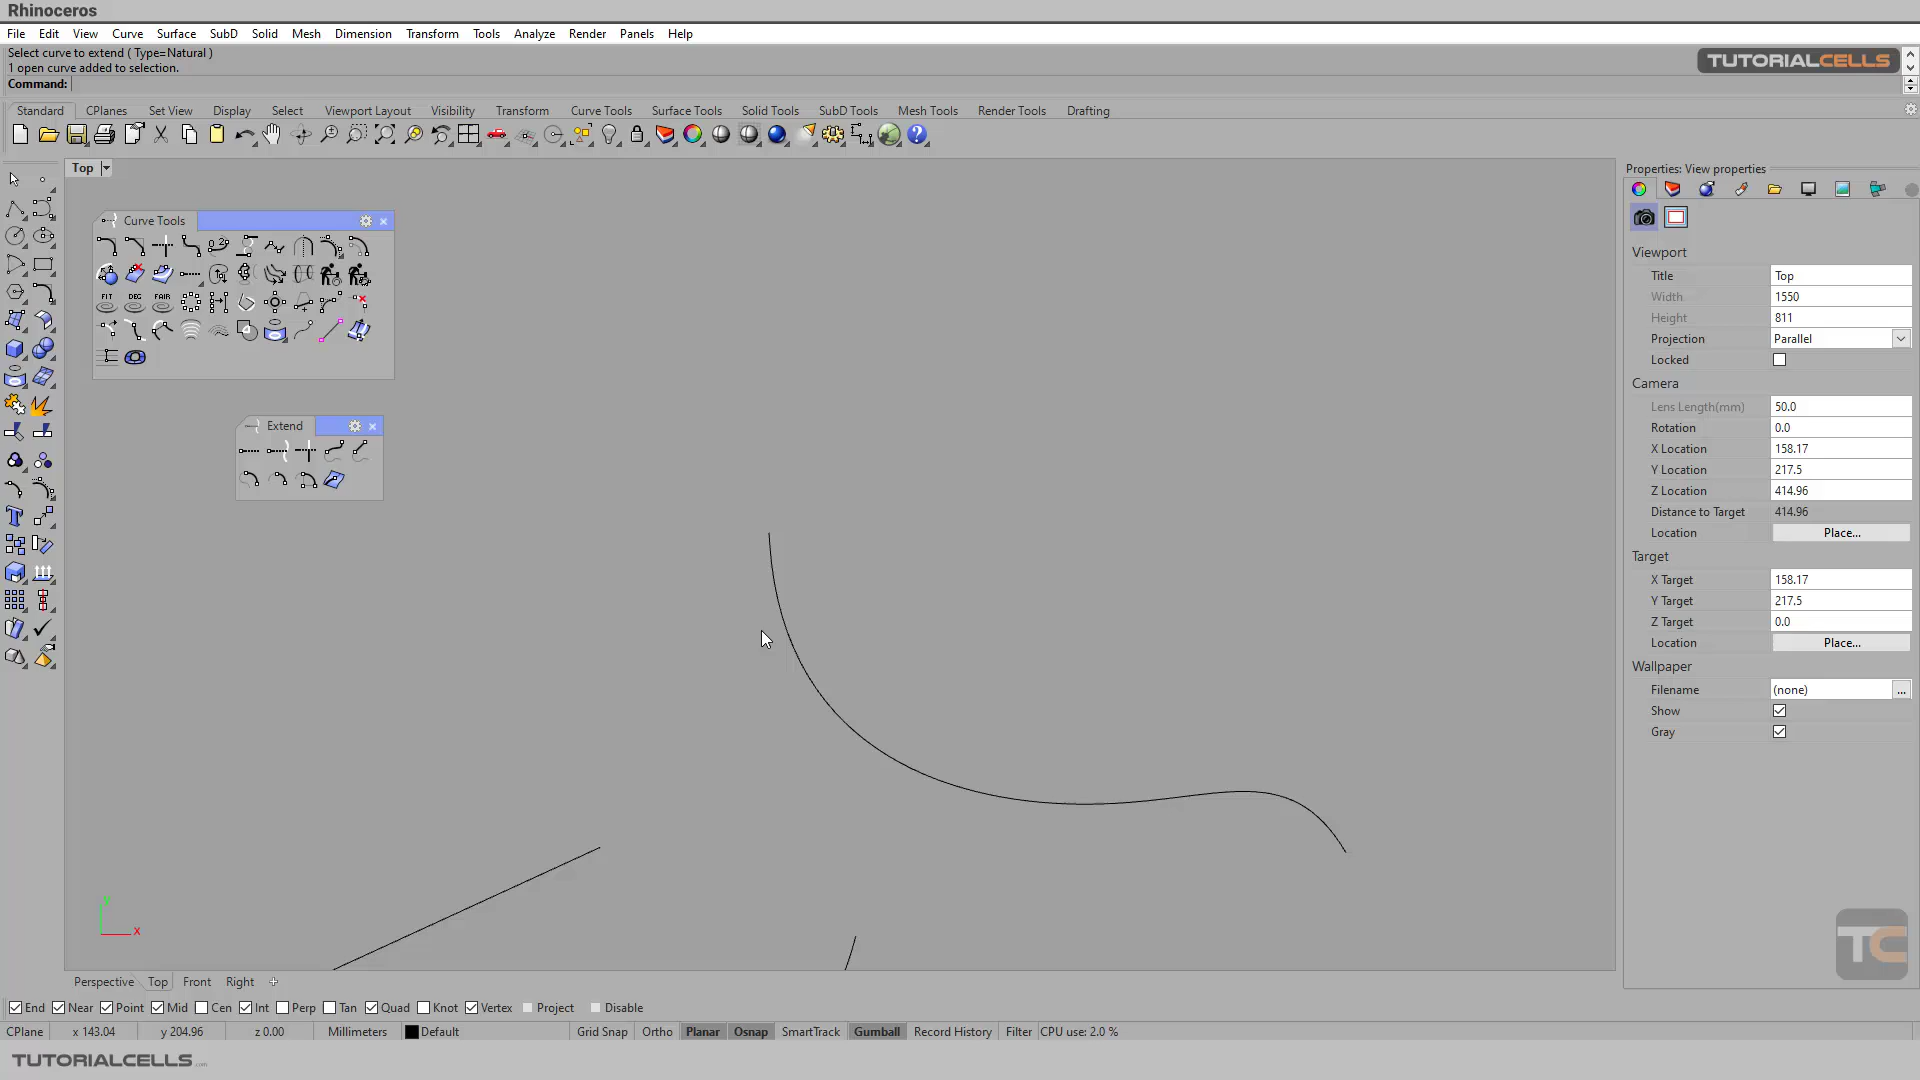 Rhinoceros
File Edit View Curve Surface SubD Solid Mesh Dimension Transform Tools Analyze Render Panels Help
Select curve to extend ( Type=Natural )
1 open curve added to selection.
Command:
TUTORIALCELLS
Standard CPlanes Set View Display Select Viewport Layout Visibility Transform Curve Tools Surface Tools Solid Tools SubD Tools Mesh Tools Render Tools Drafting
Top
Curve Tools
FIT DEG FAIR
Extend
Properties: View properties
Viewport
Title Top
Width 1550
Height 811
Projection Parallel
Locked
Camera
Lens Length(mm) 50.0
Rotation 0.0
X Location 158.17
Y Location 217.5
Z Location 414.96
Distance to Target 414.96
Location Place...
Target
X Target 158.17
Y Target 217.5
Z Target 0.0
Location Place...
Wallpaper
Filename (none) ...
Show
Gray
TC
y
x
Perspective Top Front Right
End Near Point Mid Cen Int Perp Tan Quad Knot Vertex Project Disable
CPlane x 143.04 y 204.96 z 0.00 Millimeters Default Grid Snap Ortho Planar Osnap SmartTrack Gumball Record History Filter CPU use: 2.0 %
TUTORIALCELLS.com